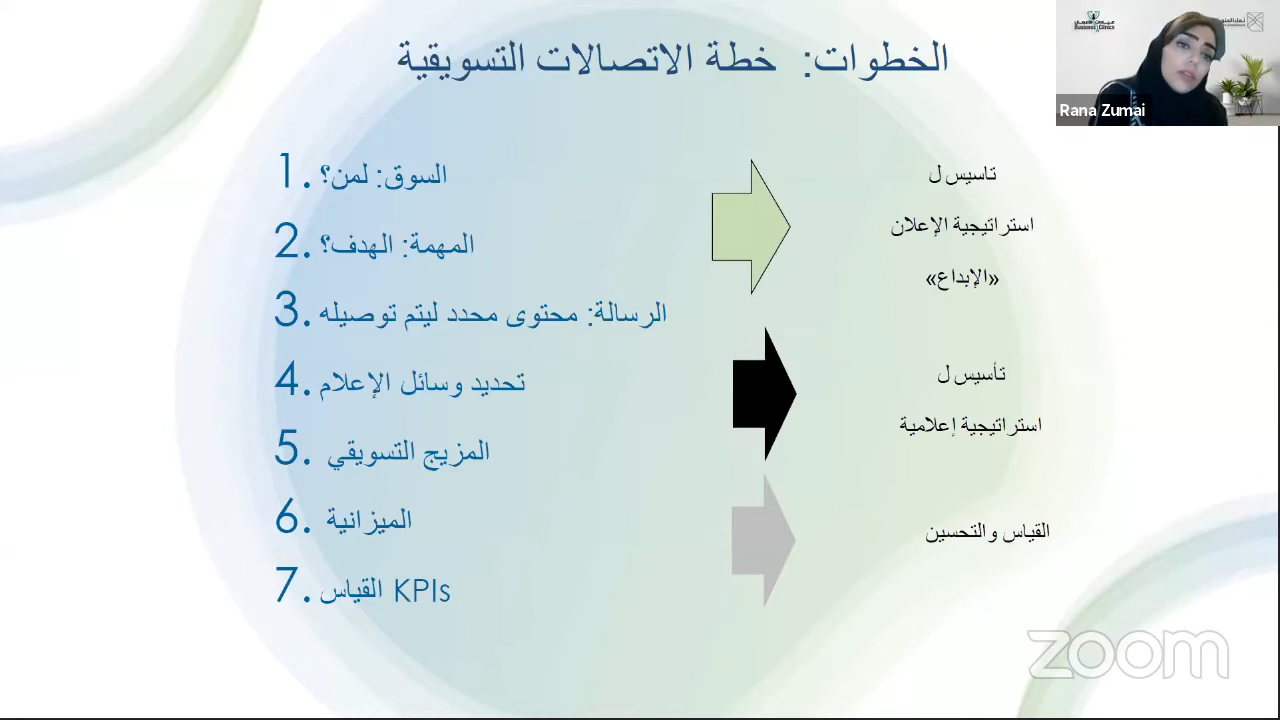 الخطوات: خطة الاتصالات التسويقية
Business Clinics
Rana Zumai
1. السوق: لمن؟
2. المهمة: الهدف؟
3. الرسالة: محتوى محدد ليتم توصيله
4. تحديد وسائل الإعلام
5. المزيج التسويقي
6. الميزانية
7. القياس KPIs
تاسيس ل
استراتيجية الإعلان
«الإبداع»
تأسيس ل
استراتيجية إعلامية
القياس والتحسين
zoom